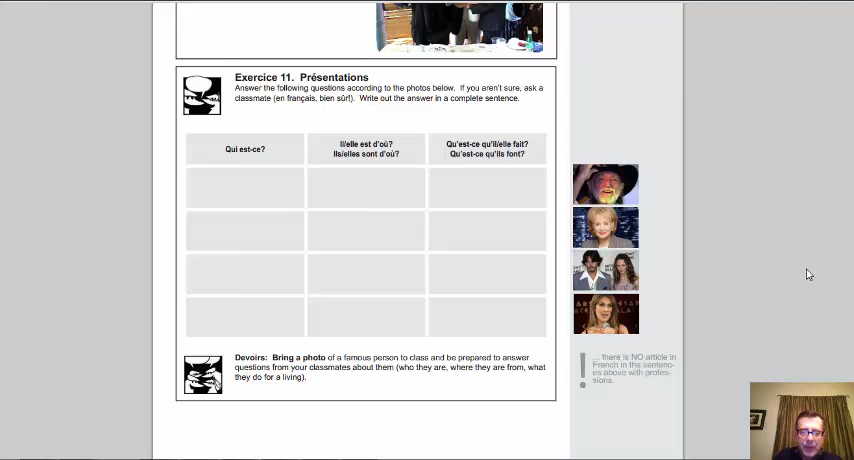 Exercice 11.  Présentations
Answer the following questions according to the photos below.  If you aren't sure, ask a
classmate (en français, bien sûr!).  Write out the answer in a complete sentence.
Qui est-ce?
Il/elle est d'où?
Ils/elles sont d'où?
Qu'est-ce qu'il/elle fait?
Qu'est-ce qu'ils font?
Devoirs:  Bring a photo of a famous person to class and be prepared to answer
questions from your classmates about them (who they are, where they are from, what
they do for a living).
! ... there is NO article in
French in the sentenc-
es above with profes-
sions.